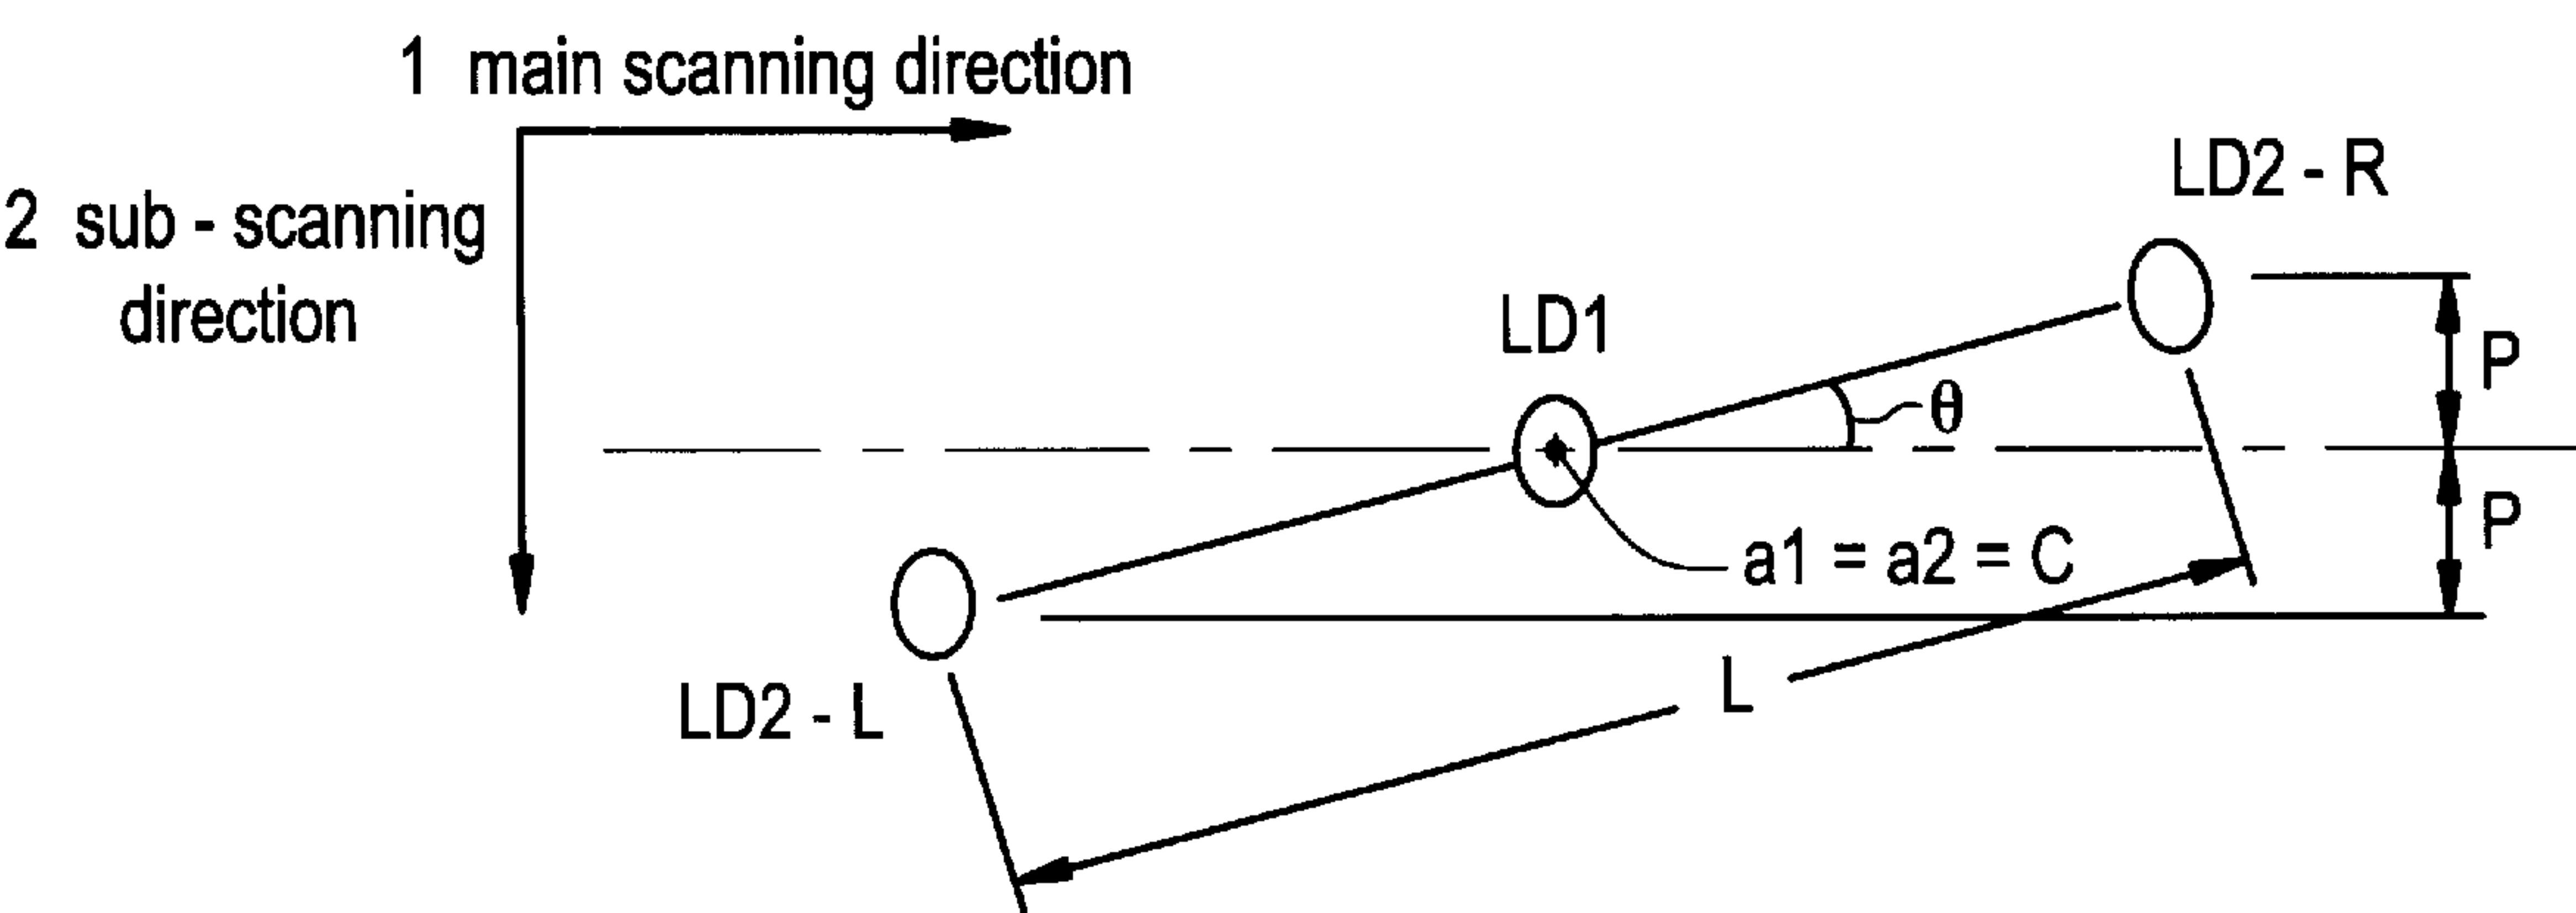 1 main scanning direction
2 sub - scanning
direction
LD2 - R
LD1
P
θ
P
a1 = a2 = C
L
LD2 - L